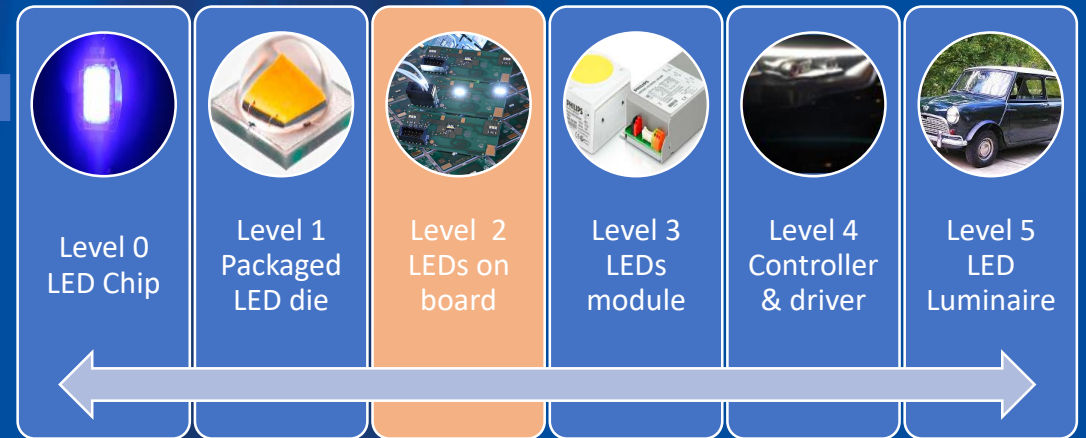 PHILIPS
Level 0
LED Chip
Level 1
Packaged
LED die
Level 2
LEDs on
board
Level 3
LEDs
module
Level 4
Controller
& driver
Level 5
LED
Luminaire